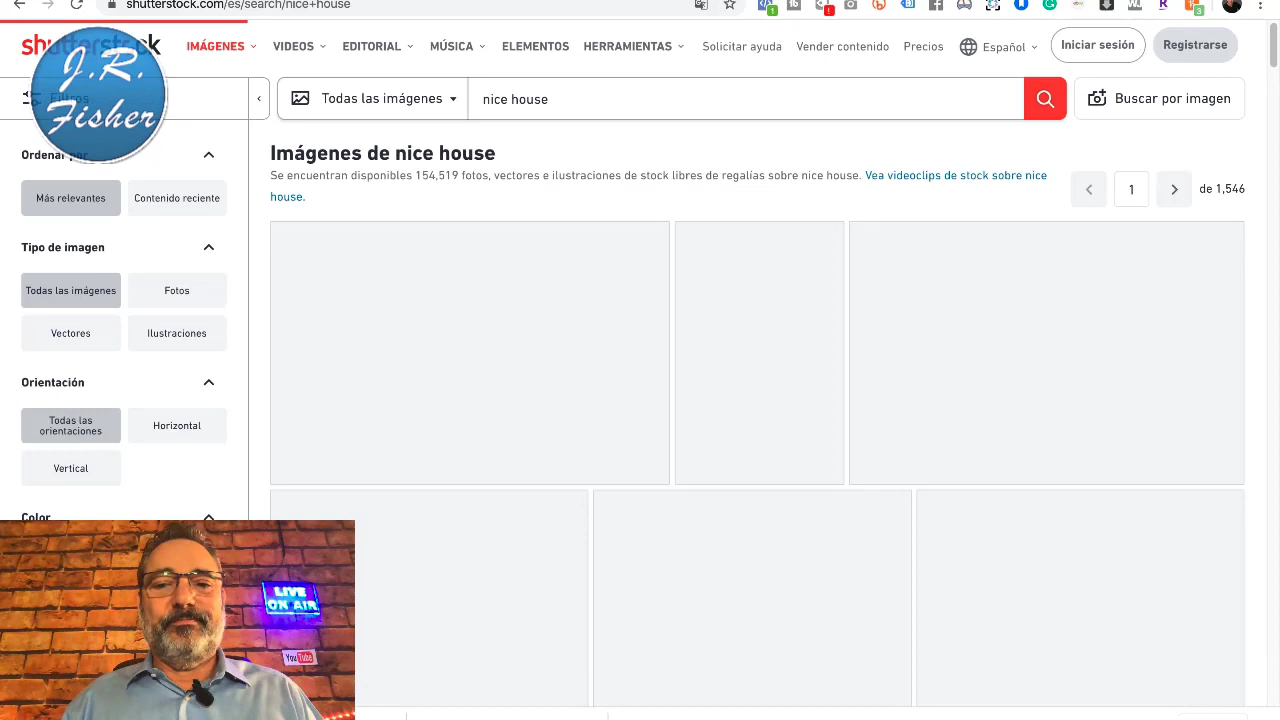 shutterstock.com/es/search/nice+house
shutterstock
IMÁGENES
VIDEOS
EDITORIAL
MÚSICA
ELEMENTOS
HERRAMIENTAS
Solicitar ayuda
Vender contenido
Precios
Español
Iniciar sesión
Registrarse
J.R.
Fisher
Filtros
Todas las imágenes
nice house
Buscar por imagen
Ordenar por
Más relevantes
Contenido reciente
Tipo de imagen
Todas las imágenes
Fotos
Vectores
Ilustraciones
Orientación
Todas las
orientaciones
Horizontal
Vertical
Color
Imágenes de nice house
Se encuentran disponibles 154,519 fotos, vectores e ilustraciones de stock libres de regalías sobre nice house. Vea videoclips de stock sobre nice
house.
1
de 1,546
LIVE
ON AIR
YouTube